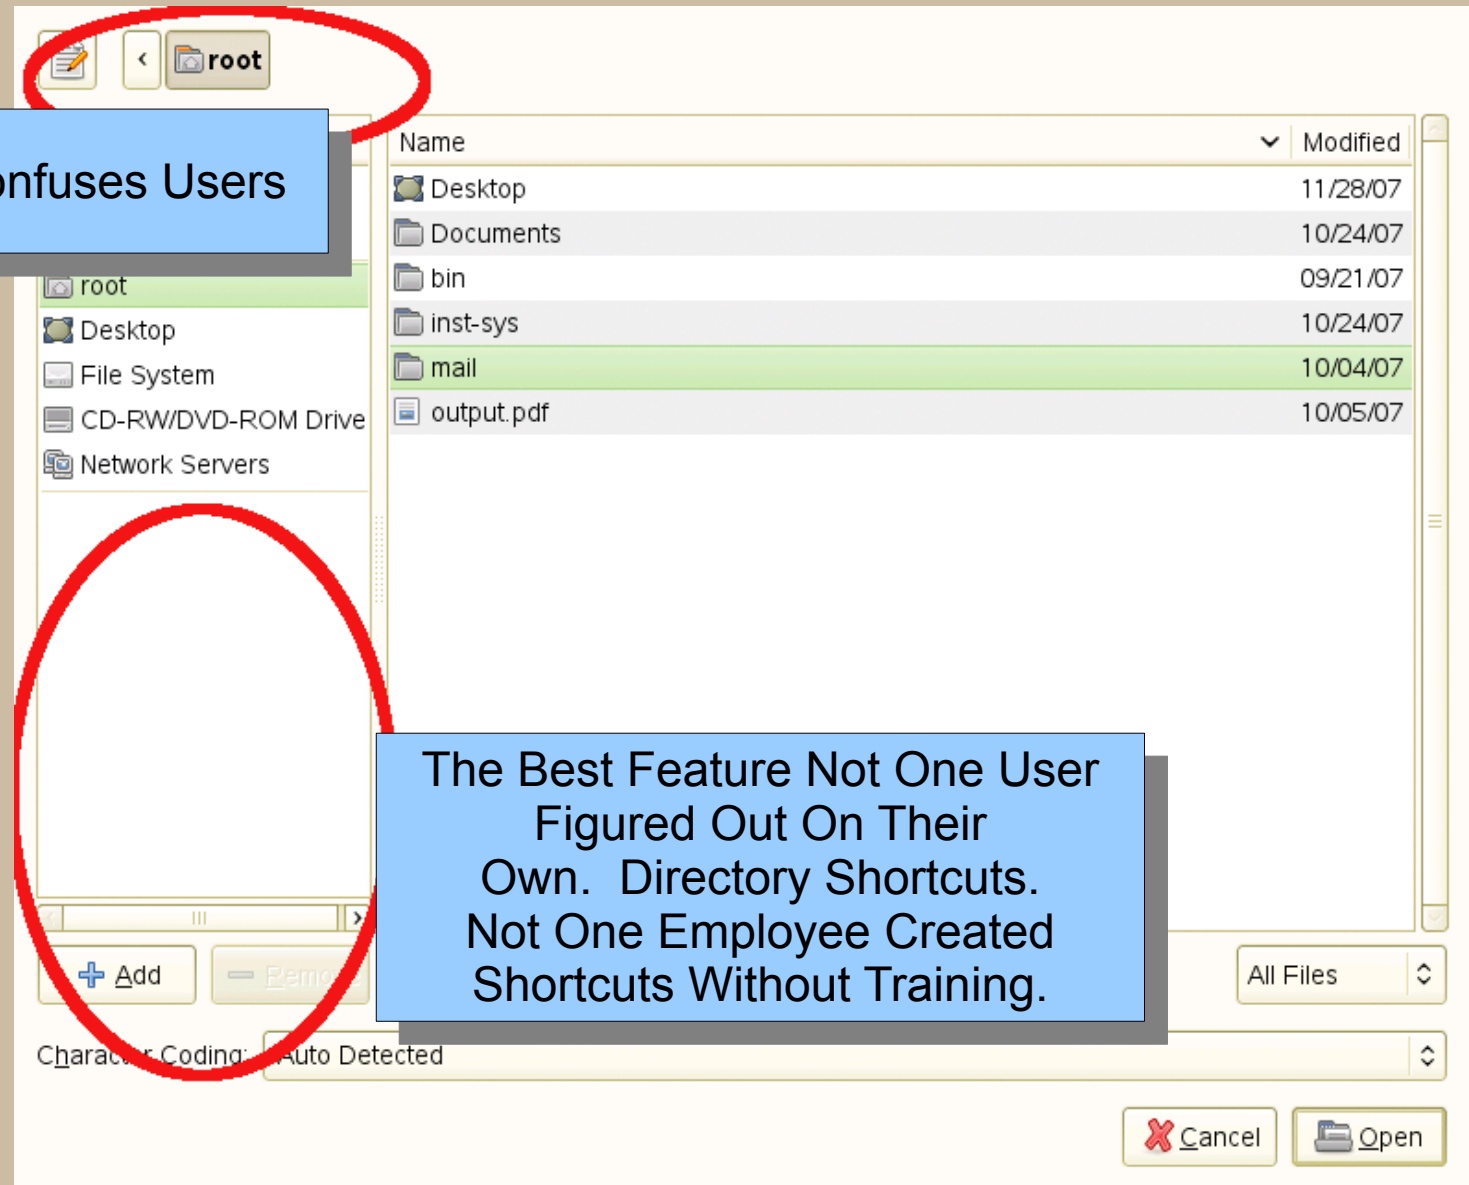 root
Name Modified
onfuses Users
Desktop 11/28/07
Documents 10/24/07
bin 09/21/07
root
inst-sys 10/24/07
Desktop
mail 10/04/07
File System
output.pdf 10/05/07
CD-RW/DVD-ROM Drive
Network Servers
The Best Feature Not One User
Figured Out On Their
Own. Directory Shortcuts.
Not One Employee Created
Shortcuts Without Training.
Add
All Files
Character Coding: Auto Detected
Cancel Open